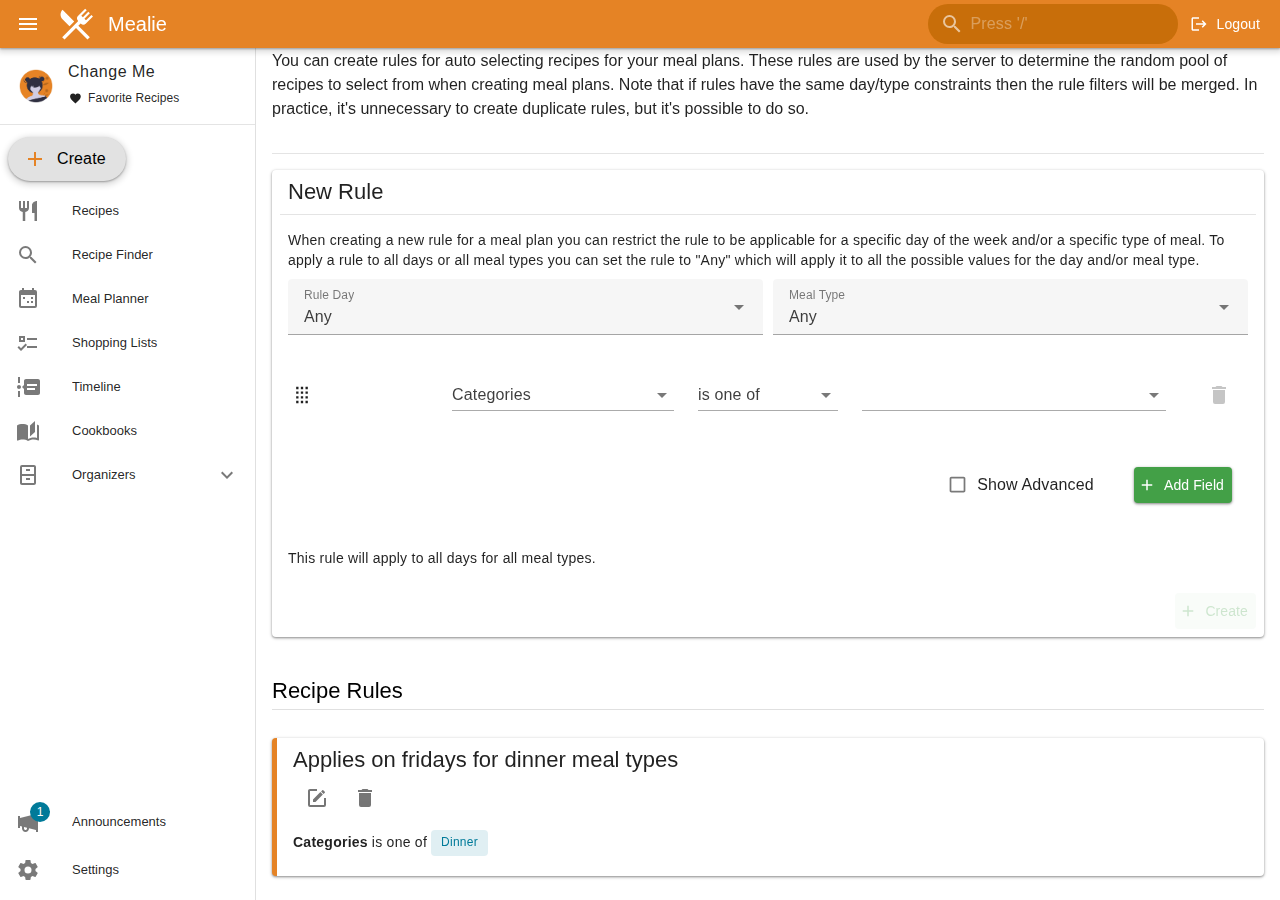 Mealie
Press '/'
Logout
Change Me
Favorite Recipes
Create
Recipes
Recipe Finder
Meal Planner
Shopping Lists
Timeline
Cookbooks
Organizers
1
Announcements
Settings
You can create rules for auto selecting recipes for your meal plans. These rules are used by the server to determine the random pool of
recipes to select from when creating meal plans. Note that if rules have the same day/type constraints then the rule filters will be merged. In
practice, it's unnecessary to create duplicate rules, but it's possible to do so.
New Rule
When creating a new rule for a meal plan you can restrict the rule to be applicable for a specific day of the week and/or a specific type of meal. To
apply a rule to all days or all meal types you can set the rule to "Any" which will apply it to all the possible values for the day and/or meal type.
Rule Day
Any
Meal Type
Any
Categories
is one of
Show Advanced
Add Field
This rule will apply to all days for all meal types.
Create
Recipe Rules
Applies on fridays for dinner meal types
Categories is one of Dinner